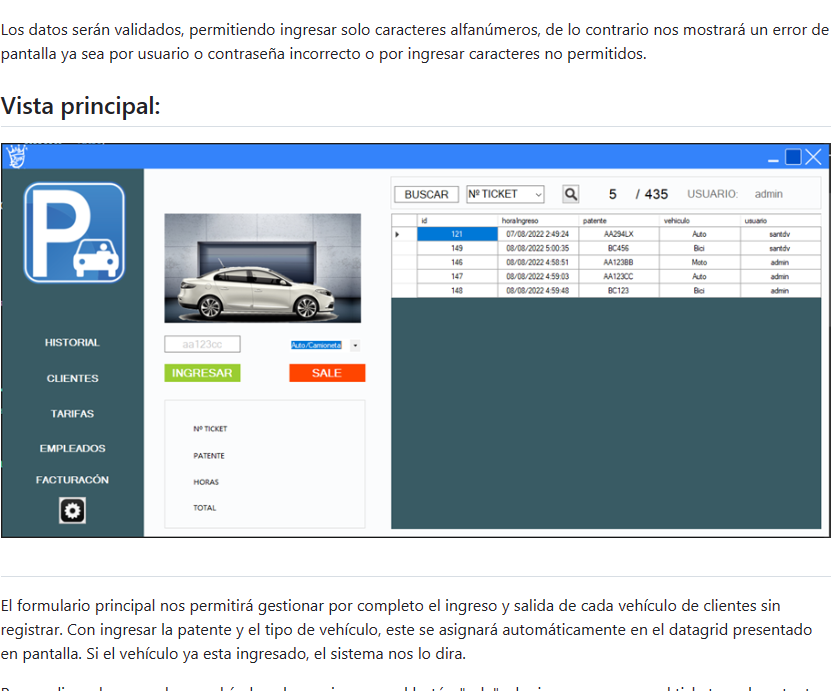 Los datos serán validados, permitiendo ingresar solo caracteres alfanúmeros, de lo contrario nos mostrará un error de
pantalla ya sea por usuario o contraseña incorrecto o por ingresar caracteres no permitidos.
Vista principal:
BUSCAR Nº TICKET 5 / 435 USUARIO: admin
P
id horaIngreso patente vehiculo usuario
121 07/08/2022 2:49:24 AA294LX Auto santdv
149 08/08/2022 5:00:35 BC456 Bici santdv
146 08/08/2022 4:58:51 AA123BB Moto admin
147 08/08/2022 4:59:03 AA123CC Auto admin
148 08/08/2022 4:59:48 BC123 Bici admin
HISTORIAL
CLIENTES
TARIFAS
EMPLEADOS
FACTURACÓN
aa123cc Auto/Camioneta
INGRESAR SALE
Nº TICKET
PATENTE
HORAS
TOTAL
El formulario principal nos permitirá gestionar por completo el ingreso y salida de cada vehículo de clientes sin
registrar. Con ingresar la patente y el tipo de vehículo, este se asignará automáticamente en el datagrid presentado
en pantalla. Si el vehículo ya esta ingresado, el sistema nos lo dira.